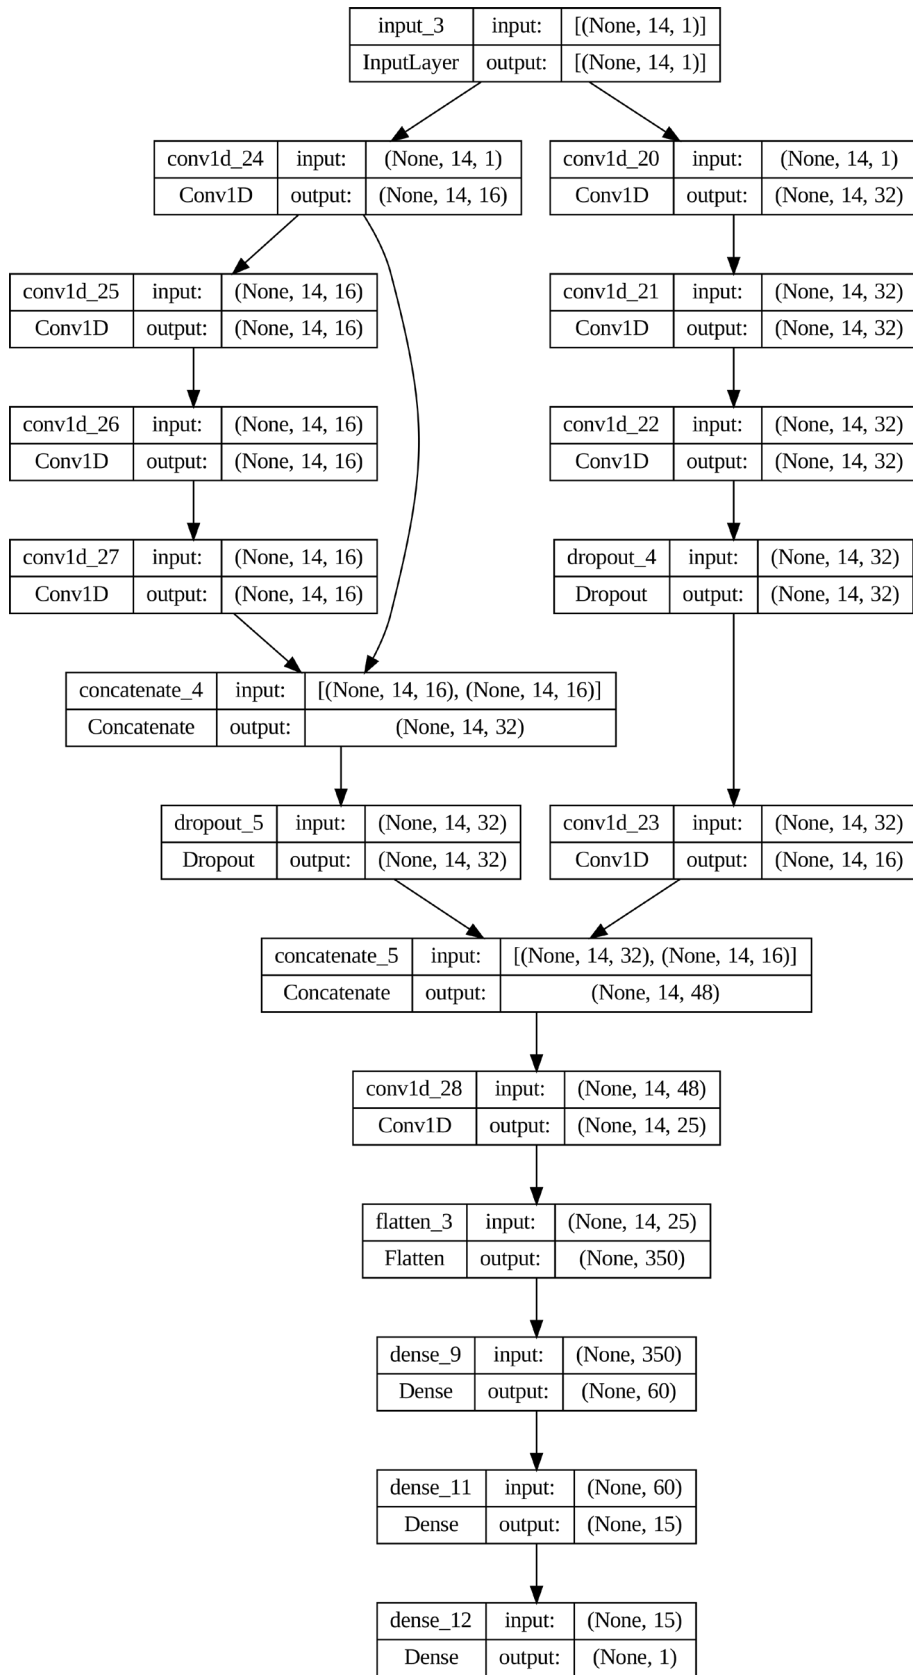 input_3 input: [(None, 14, 1)]
InputLayer output: [(None, 14, 1)]
conv1d_24 input: (None, 14, 1)
Conv1D output: (None, 14, 16)
conv1d_20 input: (None, 14, 1)
Conv1D output: (None, 14, 32)
conv1d_25 input: (None, 14, 16)
Conv1D output: (None, 14, 16)
conv1d_21 input: (None, 14, 32)
Conv1D output: (None, 14, 32)
conv1d_26 input: (None, 14, 16)
Conv1D output: (None, 14, 16)
conv1d_22 input: (None, 14, 32)
Conv1D output: (None, 14, 32)
conv1d_27 input: (None, 14, 16)
Conv1D output: (None, 14, 16)
dropout_4 input: (None, 14, 32)
Dropout output: (None, 14, 32)
concatenate_4 input: [(None, 14, 16), (None, 14, 16)]
Concatenate output: (None, 14, 32)
dropout_5 input: (None, 14, 32)
Dropout output: (None, 14, 32)
conv1d_23 input: (None, 14, 32)
Conv1D output: (None, 14, 16)
concatenate_5 input: [(None, 14, 32), (None, 14, 16)]
Concatenate output: (None, 14, 48)
conv1d_28 input: (None, 14, 48)
Conv1D output: (None, 14, 25)
flatten_3 input: (None, 14, 25)
Flatten output: (None, 350)
dense_9 input: (None, 350)
Dense output: (None, 60)
dense_11 input: (None, 60)
Dense output: (None, 15)
dense_12 input: (None, 15)
Dense output: (None, 1)